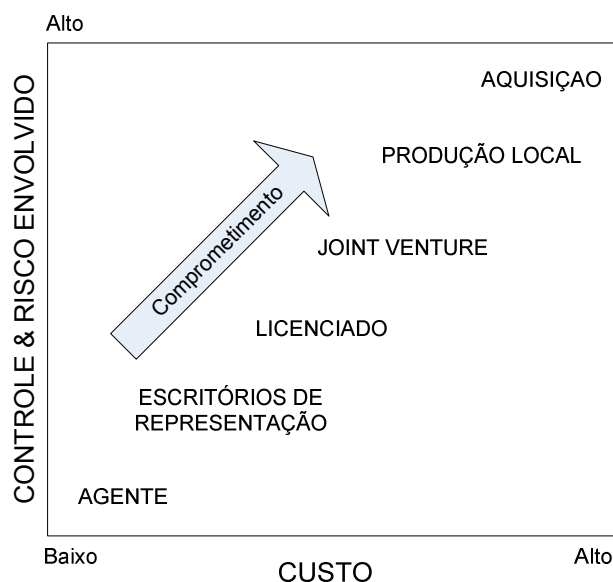 Alto
CONTROLE & RISCO ENVOLVIDO
AQUISIÇAO
PRODUÇÃO LOCAL
Comprometimento
JOINT VENTURE
LICENCIADO
ESCRITÓRIOS DE
REPRESENTAÇÃO
AGENTE
Baixo
Alto
CUSTO